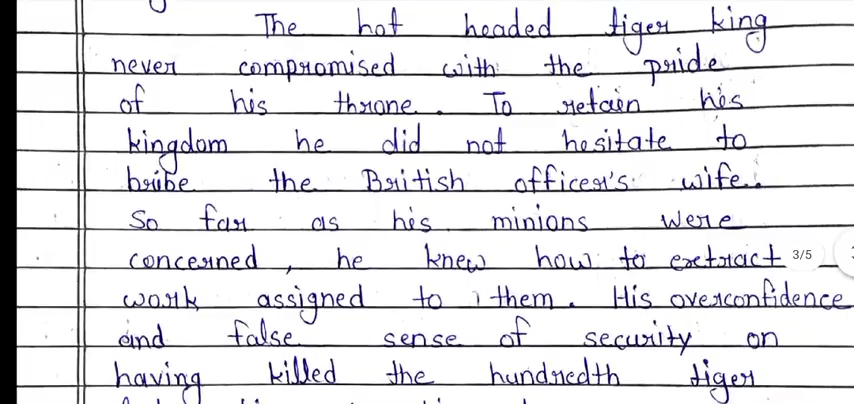 The hot headed tiger king
never compromised with the pride
of his throne. To retain his
kingdom he did not hesitate to
bribe the British officer's wife.
So far as his minions were
concerned, he knew how to extract
work assigned to them. His overconfidence
and false sense of security on
having killed the hundredth tiger
3/5